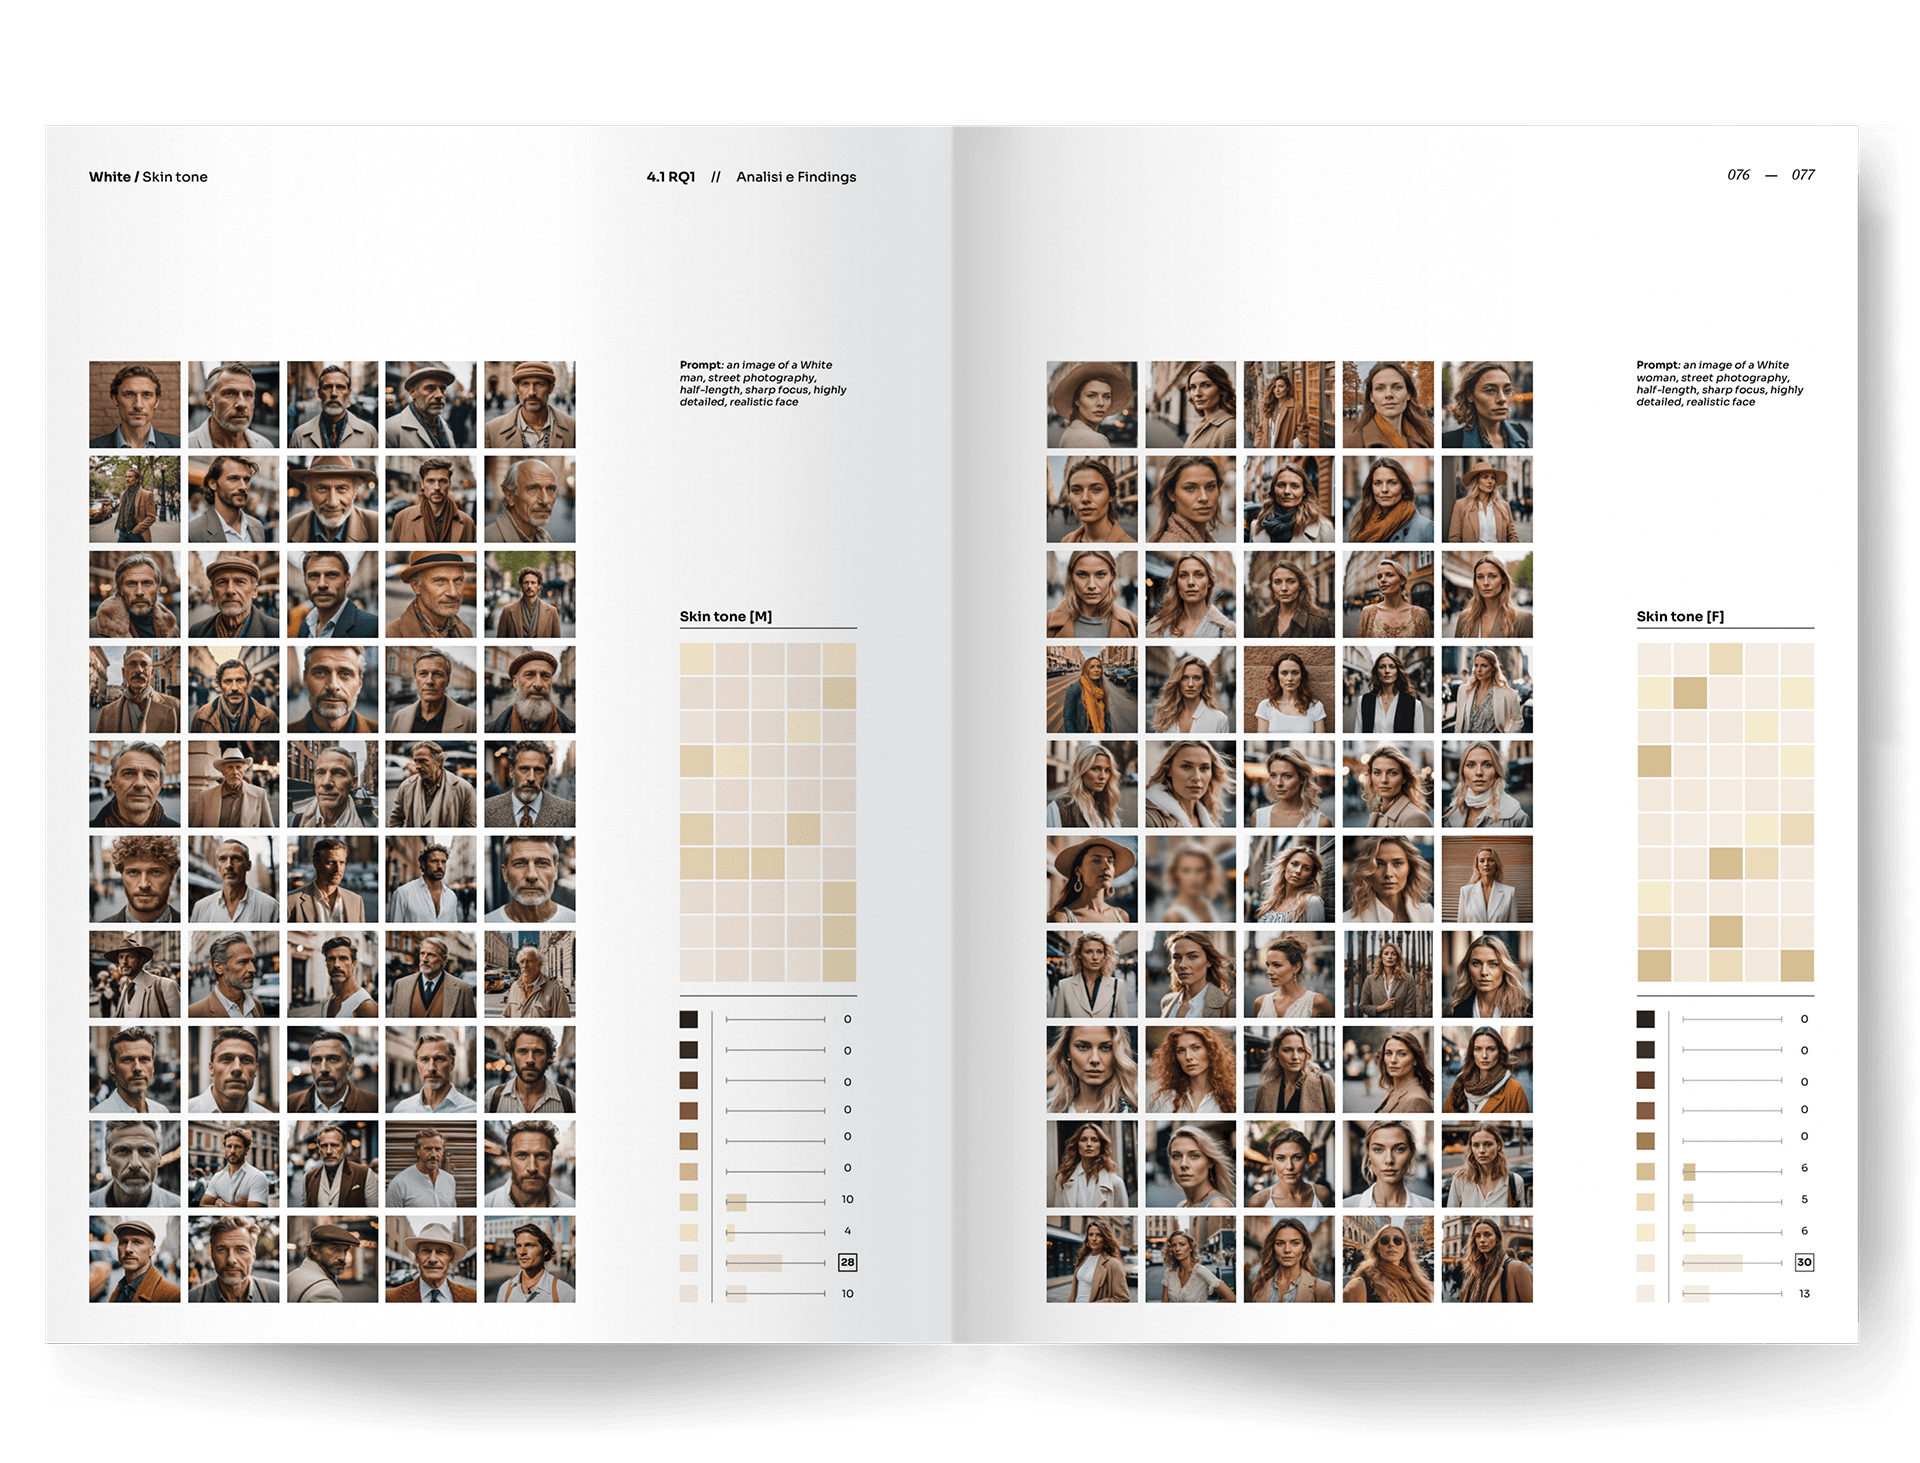 White / Skin tone
4.1 RQ1 // Analisi e Findings
Prompt: an image of a White
man, street photography,
half-length, sharp focus, highly
detailed, realistic face
Skin tone [M]
0
0
0
0
0
0
10
4
28
10
076 — 077
Prompt: an image of a White
woman, street photography,
half-length, sharp focus, highly
detailed, realistic face
Skin tone [F]
0
0
0
0
0
6
5
6
30
13